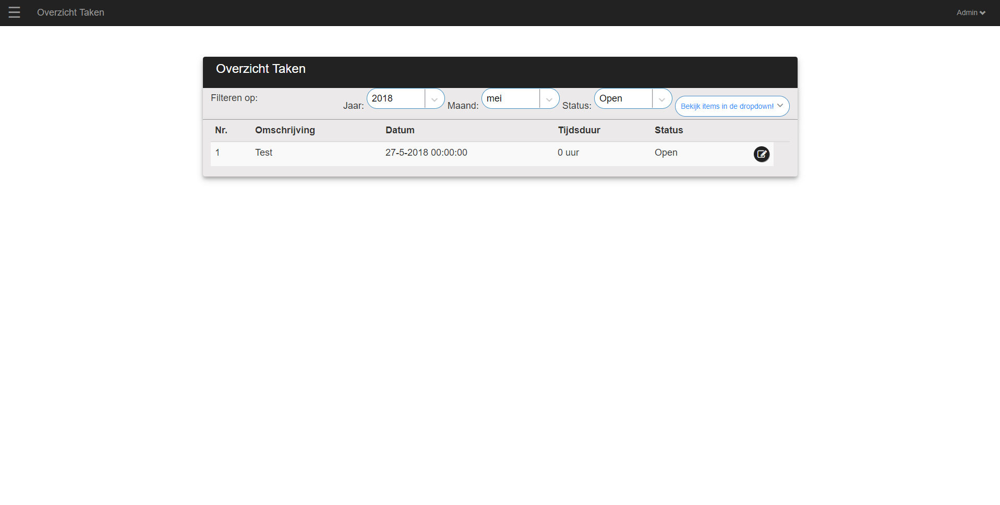 Overzicht Taken
Admin
Overzicht Taken
Filteren op:
Jaar: 2018 Maand: mei Status: Open Bekijk items in de dropdown!
Nr. Omschrijving Datum Tijdsduur Status
1 Test 27-5-2018 00:00:00 0 uur Open